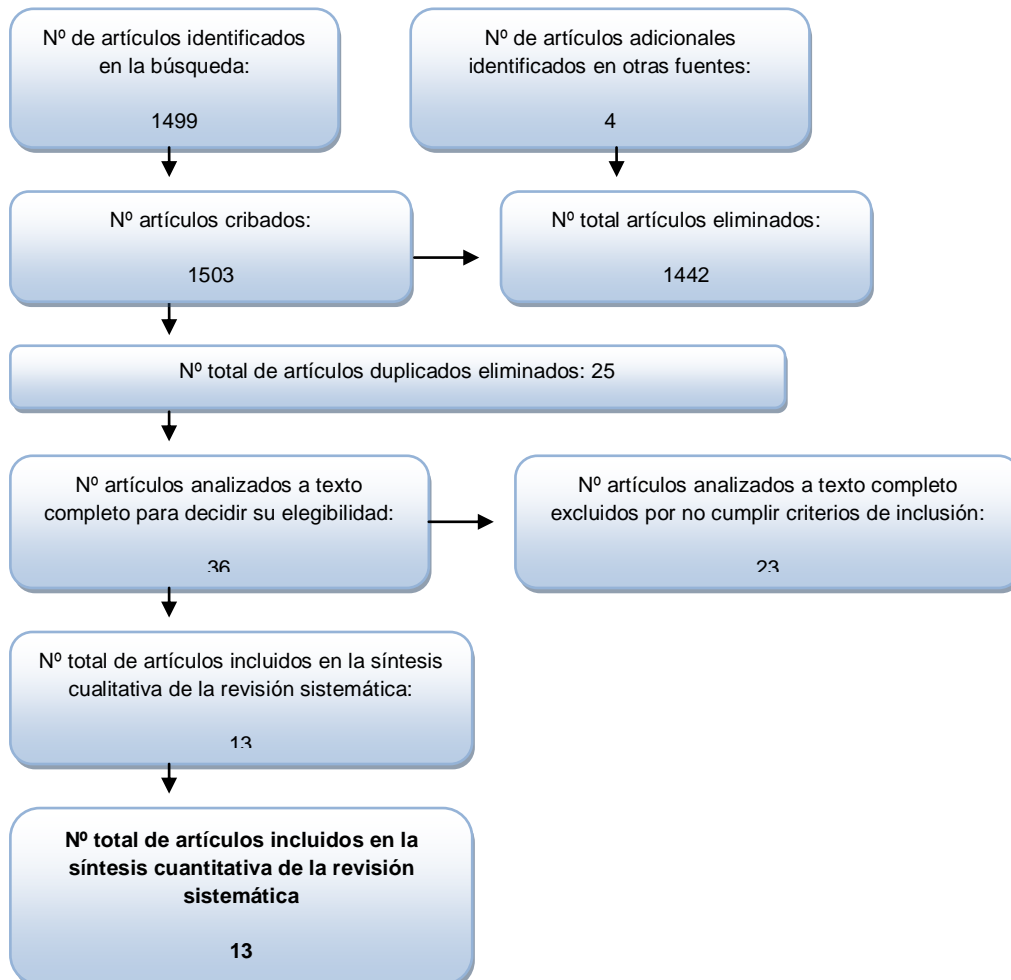 Nº de artículos identificados
en la búsqueda:
1499
Nº de artículos adicionales
identificados en otras fuentes:
4
Nº artículos cribados:
1503
Nº total artículos eliminados:
1442
Nº total de artículos duplicados eliminados: 25
Nº artículos analizados a texto
completo para decidir su elegibilidad:
36
Nº artículos analizados a texto completo
excluidos por no cumplir criterios de inclusión:
23
Nº total de artículos incluidos en la síntesis
cualitativa de la revisión sistemática:
13
Nº total de artículos incluidos en la
síntesis cuantitativa de la revisión
sistemática
13